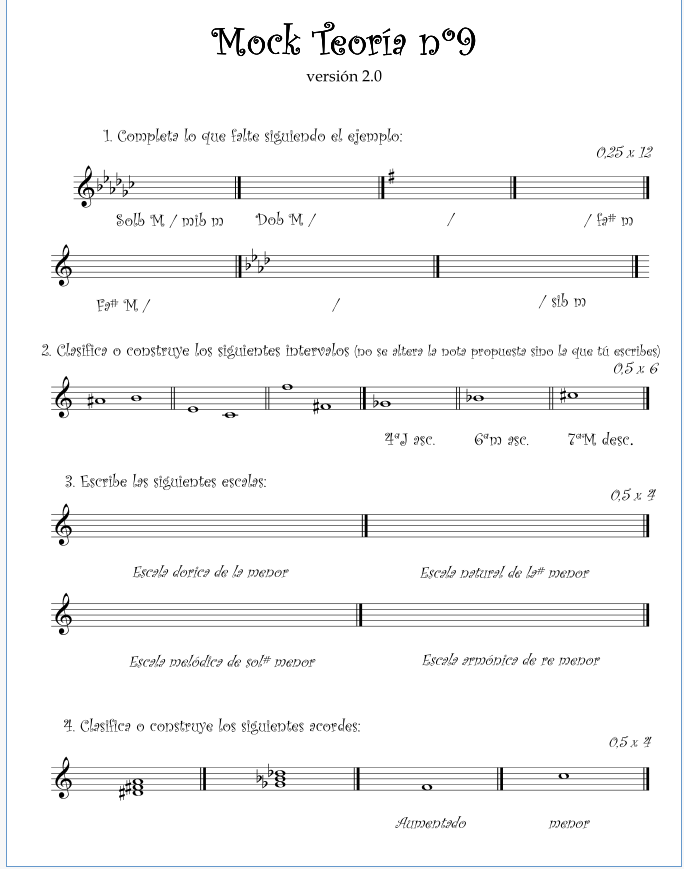 Mock Teoría nº9
versión 2.0
1. Completa lo que falte siguiendo el ejemplo:
0,25 x 12
Solb M / mib m Dob M / / / fa# m
Fa# M / / / sib m
2. Clasifica o construye los siguientes intervalos (no se altera la nota propuesta sino la que tú escribes)
0,5 x 6
4ªJ asc. 6ªm asc. 7ªM desc.
3. Escribe las siguientes escalas:
0,5 x 4
Escala dorica de la menor Escala natural de la# menor
Escala melódica de sol# menor Escala armónica de re menor
4. Clasifica o construye los siguientes acordes:
0,5 x 4
Aumentado menor